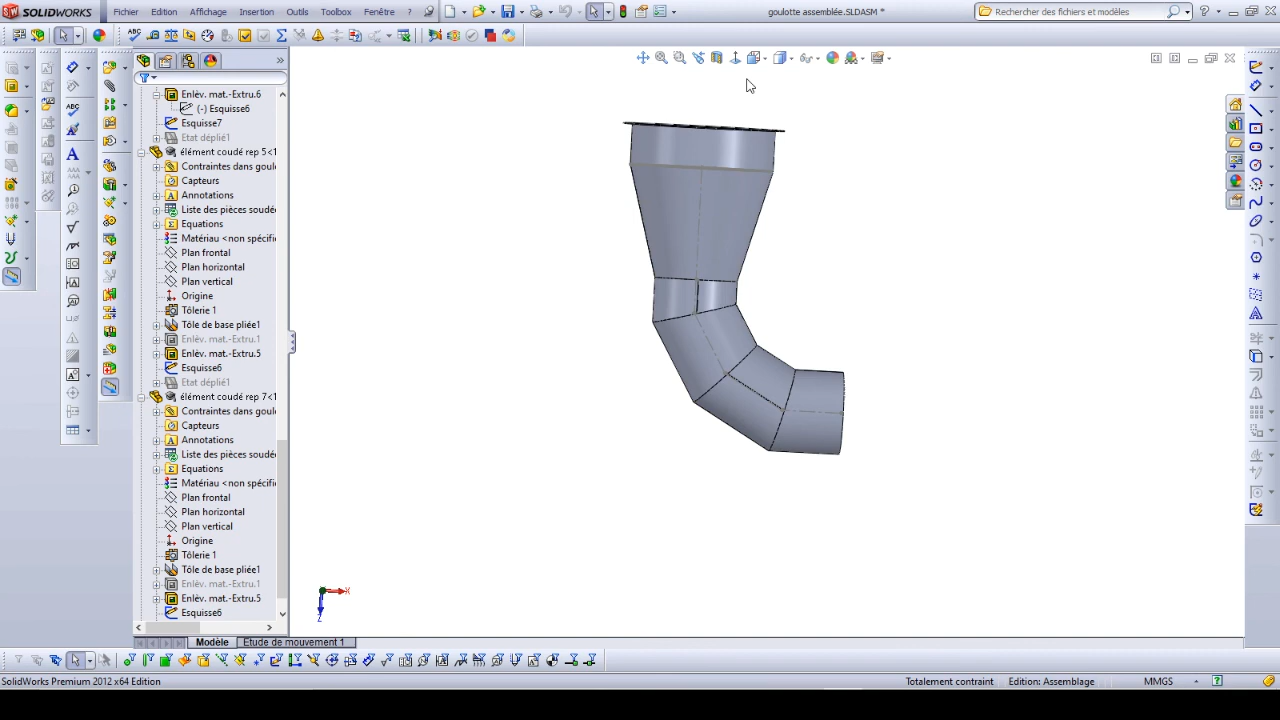 SOLIDWORKS Fichier Edition Affichage Insertion Outils Toolbox Fenêtre ? goulotte assemblée.SLDASM * Rechercher des fichiers et modèles
Enlèv. mat.-Extru.6
(-) Esquisse6
Esquisse7
Etat déplié1
élément coudé rep 5<1
Contraintes dans goul
Capteurs
Annotations
Liste des pièces soudé
Equations
Matériau <non spécifi
Plan frontal
Plan horizontal
Plan vertical
Origine
Tôlerie 1
Tôle de base pliée1
Enlèv. mat.-Extru.1
Enlèv. mat.-Extru.5
Esquisse6
Etat déplié1
élément coudé rep 7<1
Contraintes dans goul
Capteurs
Annotations
Liste des pièces soudé
Equations
Matériau <non spécifi
Plan frontal
Plan horizontal
Plan vertical
Origine
Tôlerie 1
Tôle de base pliée1
Enlèv. mat.-Extru.1
Enlèv. mat.-Extru.5
Esquisse6
X
Z
Modèle Etude de mouvement 1
SolidWorks Premium 2012 x64 Edition Totalement contraint Edition: Assemblage MMGS